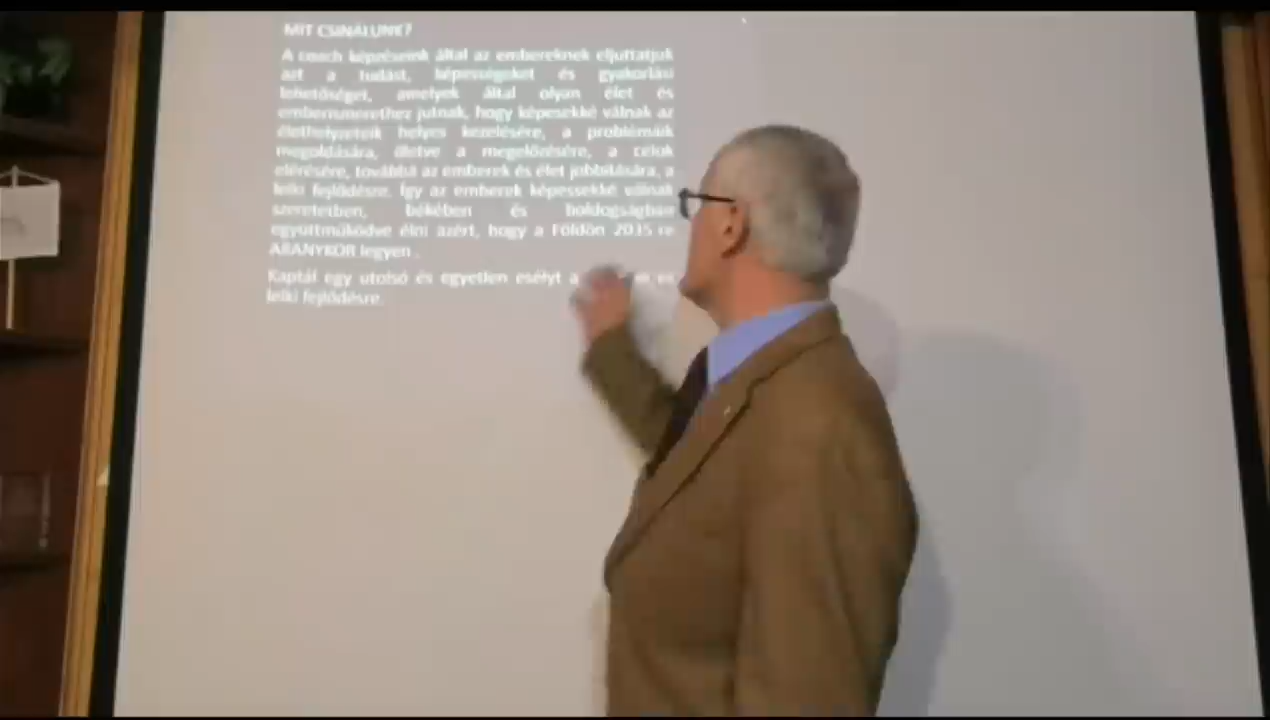 MIT CSINÁLUNK?
A coach képzéseink által az embereknek eljuttatjuk
azt a tudást, képességeket és gyakorlási
lehetőséget, amelyek által olyan élet és
emberismerethez jutnak, hogy képesekké válnak az
élethelyzeteik helyes kezelésére, a problémáik
megoldására, illetve a megelőzésére, a célok
elérésére, továbbá az emberek és élet jobbítására, a
lelki fejlődésre. Így az emberek képessekké válnak
szeretetben, békében és boldogságban
együttműködve élni azért, hogy a Földön 2035-re
ARANYKOR legyen.
Kaptál egy utolsó és egyetlen esélyt a
lelki fejlődésre.